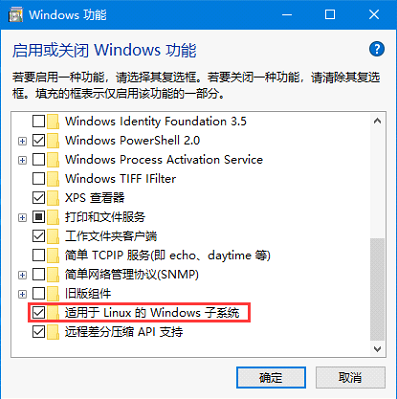 Windows 功能
启用或关闭 Windows 功能
若要启用一种功能，请选择其复选框。若要关闭一种功能，请清除其复选
框。填充的框表示仅启用该功能的一部分。
Windows Identity Foundation 3.5
Windows PowerShell 2.0
Windows Process Activation Service
Windows TIFF IFilter
XPS 查看器
打印和文件服务
工作文件夹客户端
简单 TCPIP 服务(即 echo、daytime 等)
简单网络管理协议(SNMP)
旧版组件
适用于 Linux 的 Windows 子系统
远程差分压缩 API 支持
确定
取消